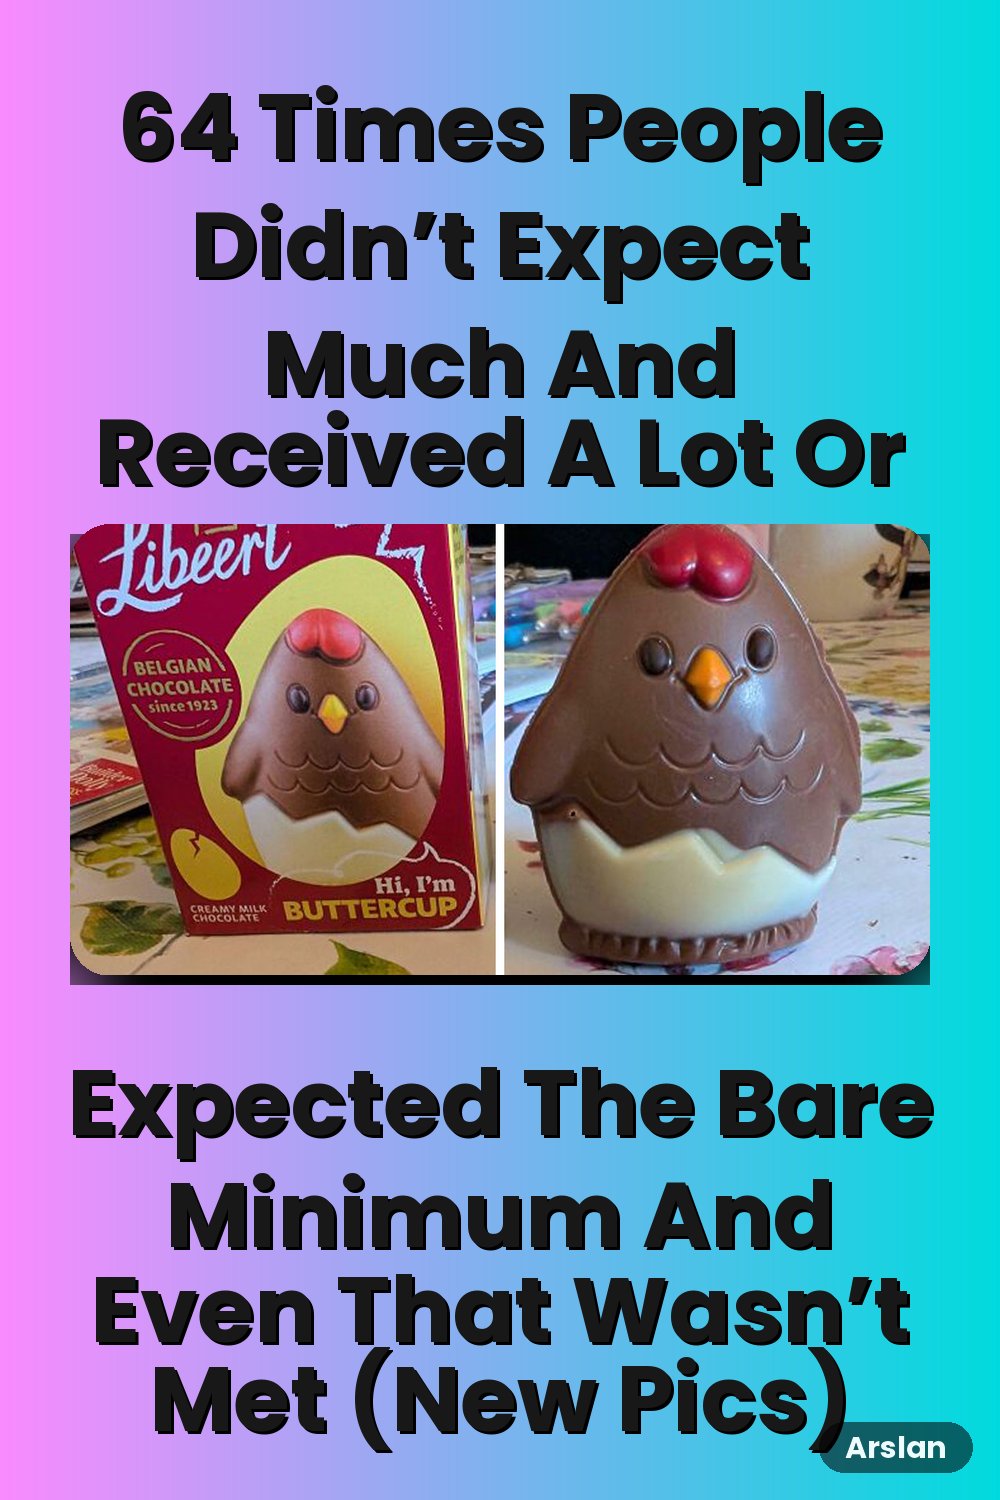 64 Times People
Didn’t Expect
Much And
Received A Lot Or
Libeert
BELGIAN
CHOCOLATE
since 1923
Hi, I'm
BUTTERCUP
CREAMY MILK
CHOCOLATE
Expected The Bare
Minimum And
Even That Wasn’t
Met (New Pics)
Arslan